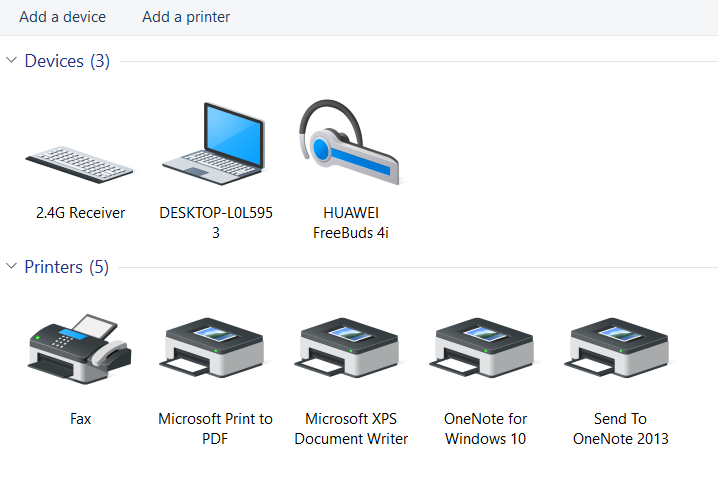 Add a device Add a printer
Devices (3)
2.4G Receiver DESKTOP-L0L595 HUAWEI
3 FreeBuds 4i
Printers (5)
Fax Microsoft Print to Microsoft XPS OneNote for Send To
PDF Document Writer Windows 10 OneNote 2013